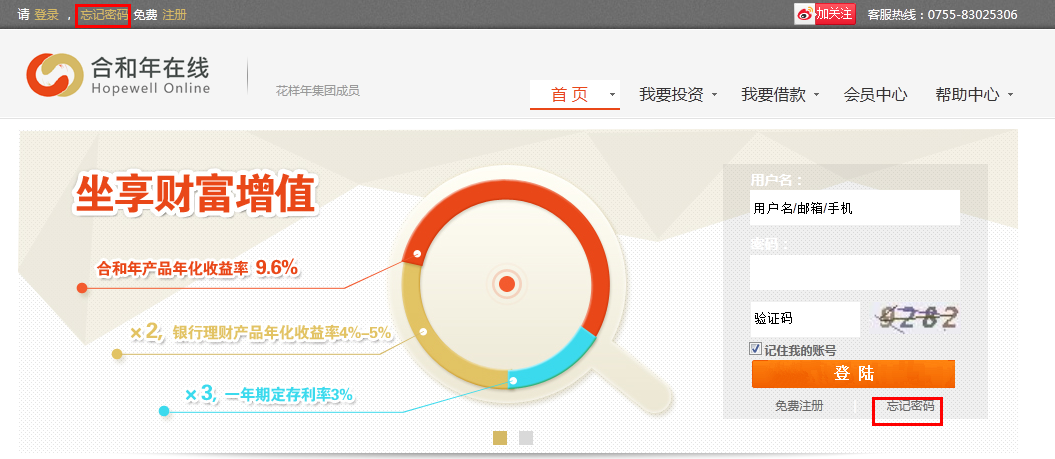 请 登录 ， 忘记密码 免费 注册
加关注 客服热线：0755-83025306
合和年在线
Hopewell Online
花样年集团成员
首 页 我要投资 我要借款 会员中心 帮助中心
坐享财富增值
合和年产品年化收益率 9.6%
×2, 银行理财产品年化收益率4%-5%
×3, 一年期定存利率3%
用户名：
用户名/邮箱/手机
密码：
验证码 9282
记住我的账号
登 陆
免费注册 忘记密码